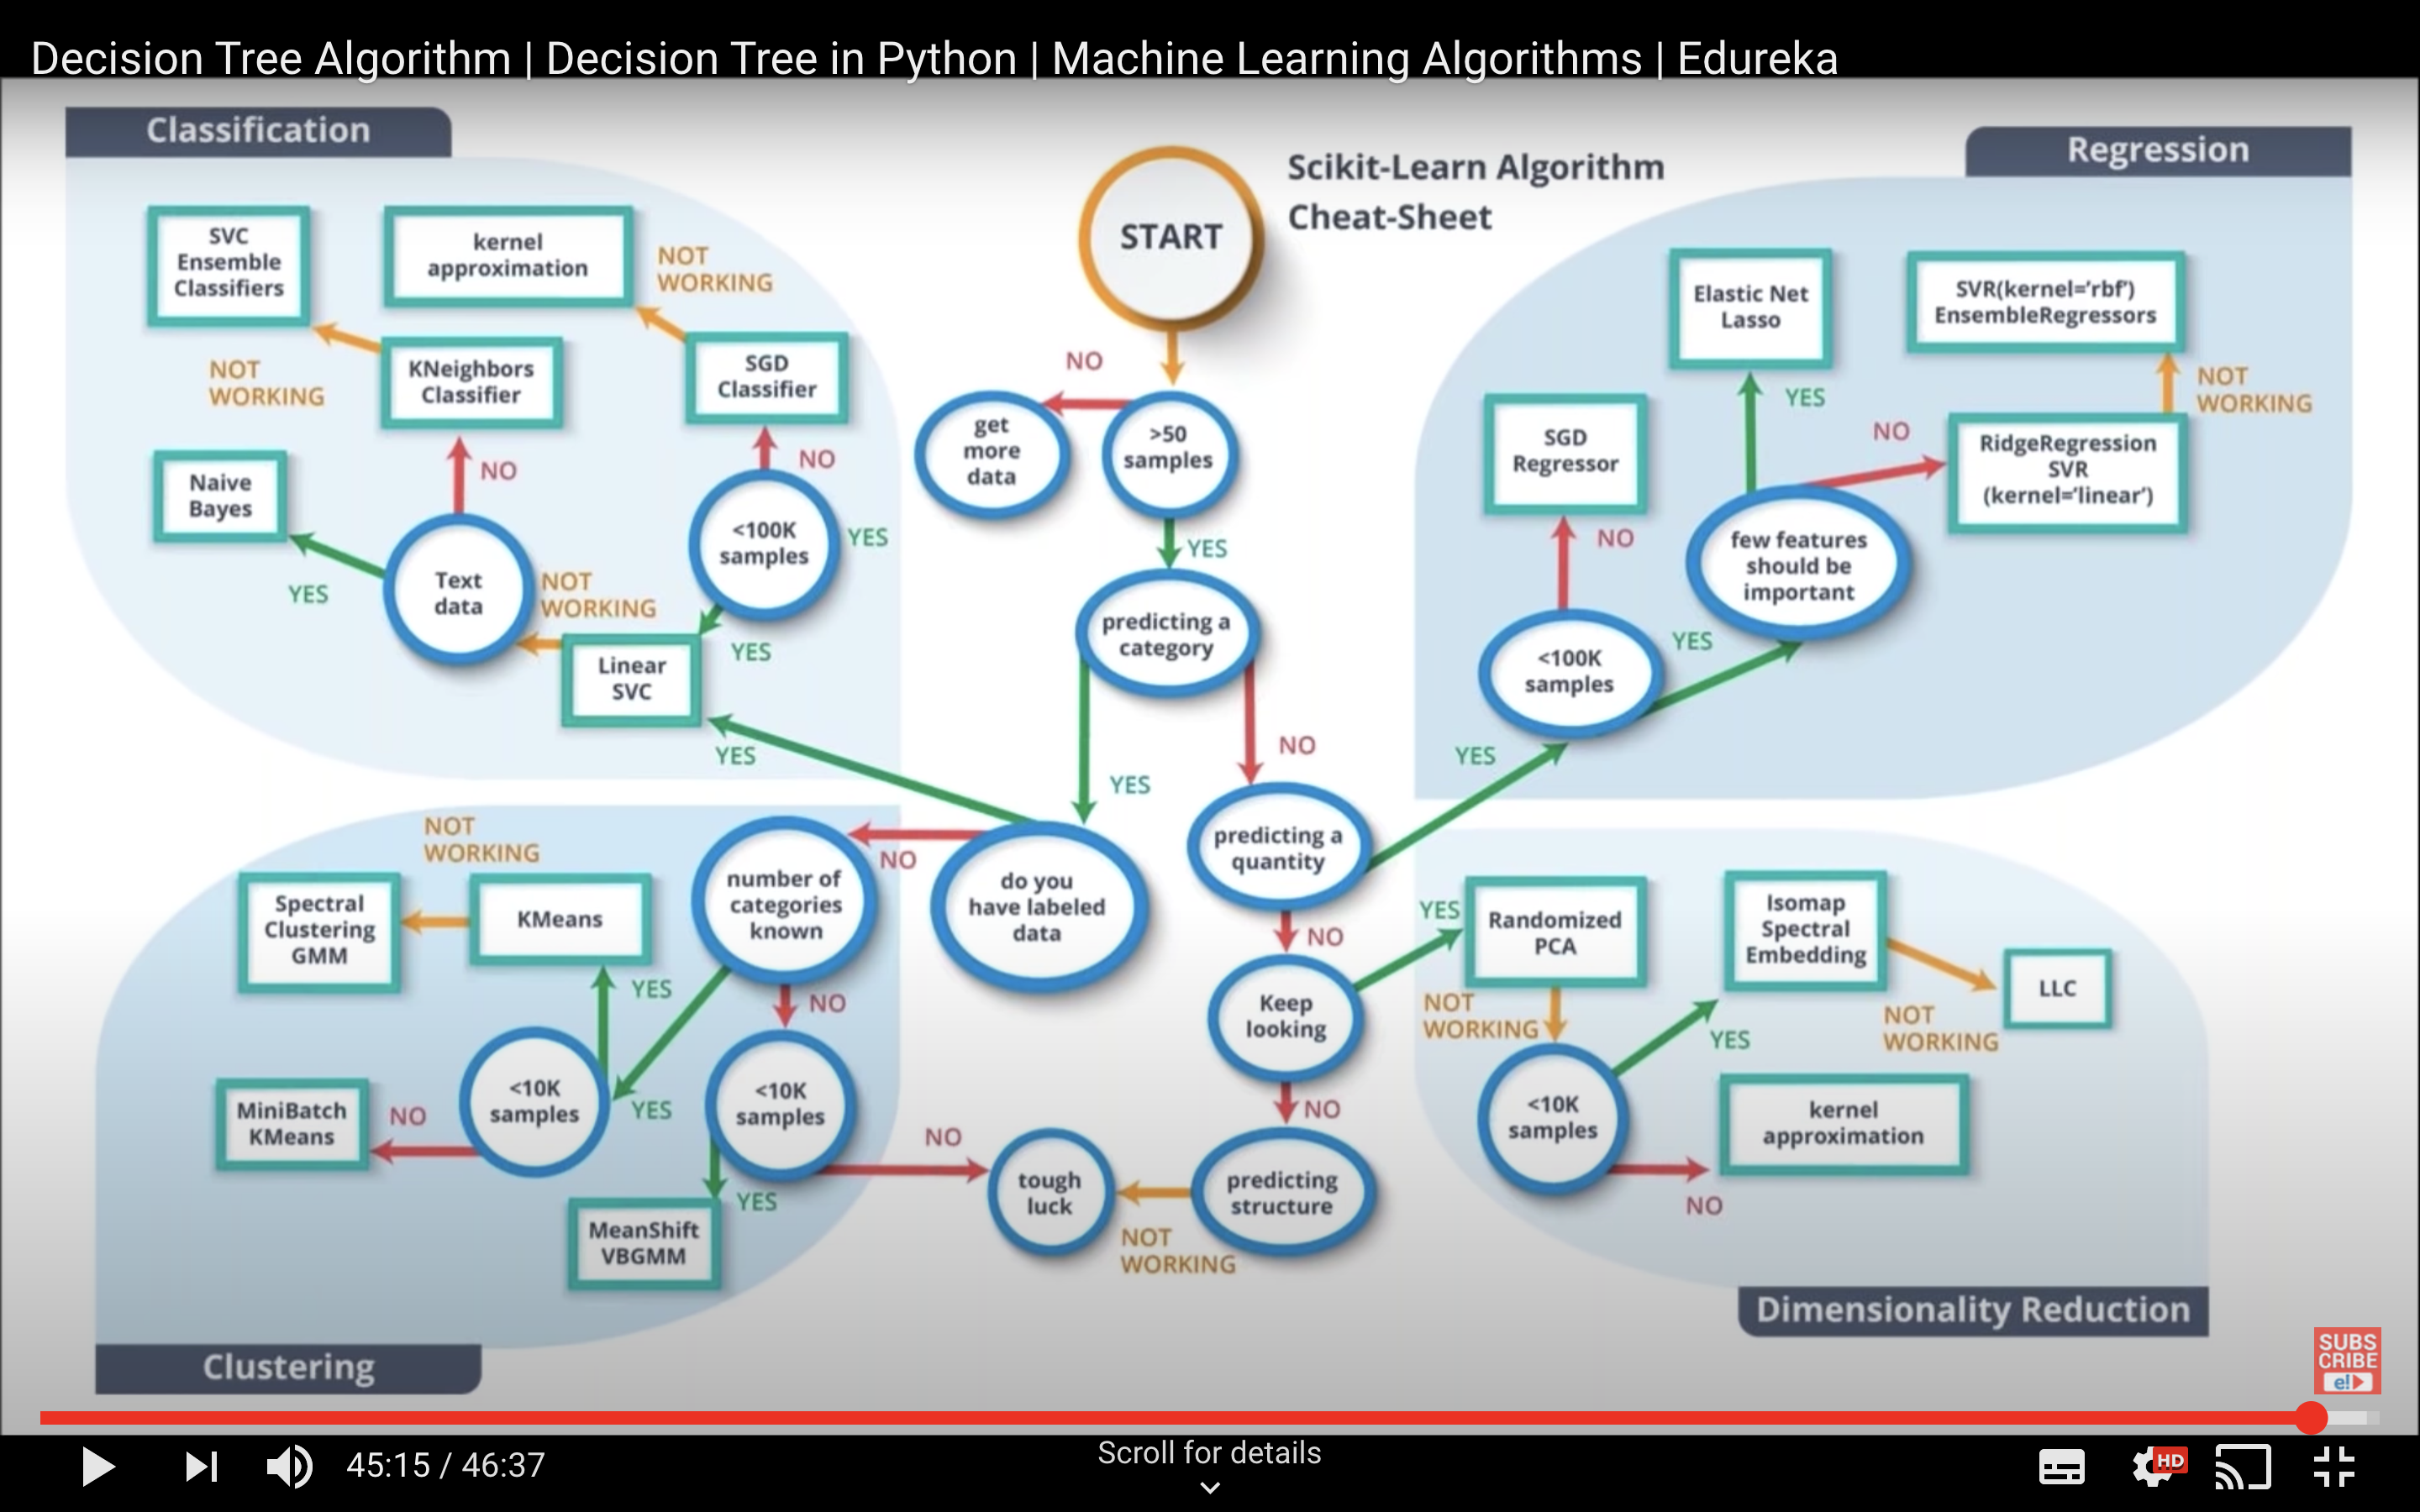 Decision Tree Algorithm | Decision Tree in Python | Machine Learning Algorithms | Edureka
Classification
Regression
Scikit-Learn Algorithm
Cheat-Sheet
START
SVC
Ensemble
Classifiers
kernel
approximation
NOT
WORKING
NOT
WORKING
KNeighbors
Classifier
SGD
Classifier
NO
NO
Naive
Bayes
YES
Text
data
NOT
WORKING
<100K
samples
YES
YES
Linear
SVC
YES
NO
get
more
data
>50
samples
YES
predicting a
category
YES
NO
do you
have labeled
data
NO
predicting a
quantity
YES
NO
Keep
looking
YES
NO
predicting
structure
NOT
WORKING
tough
luck
Elastic Net
Lasso
SVR(kernel='rbf')
EnsembleRegressors
YES
NOT
WORKING
SGD
Regressor
NO
RidgeRegression
SVR
(kernel='linear')
NO
few features
should be
important
YES
<100K
samples
NOT
WORKING
Spectral
Clustering
GMM
KMeans
number of
categories
known
YES
NO
<10K
samples
YES
<10K
samples
MiniBatch
KMeans
NO
NO
YES
MeanShift
VBGMM
Clustering
Randomized
PCA
Isomap
Spectral
Embedding
LLC
NOT
WORKING
YES
NOT
WORKING
<10K
samples
kernel
approximation
NO
Dimensionality Reduction
SUBS
CRIBE
e!
45:15 / 46:37
Scroll for details
HD